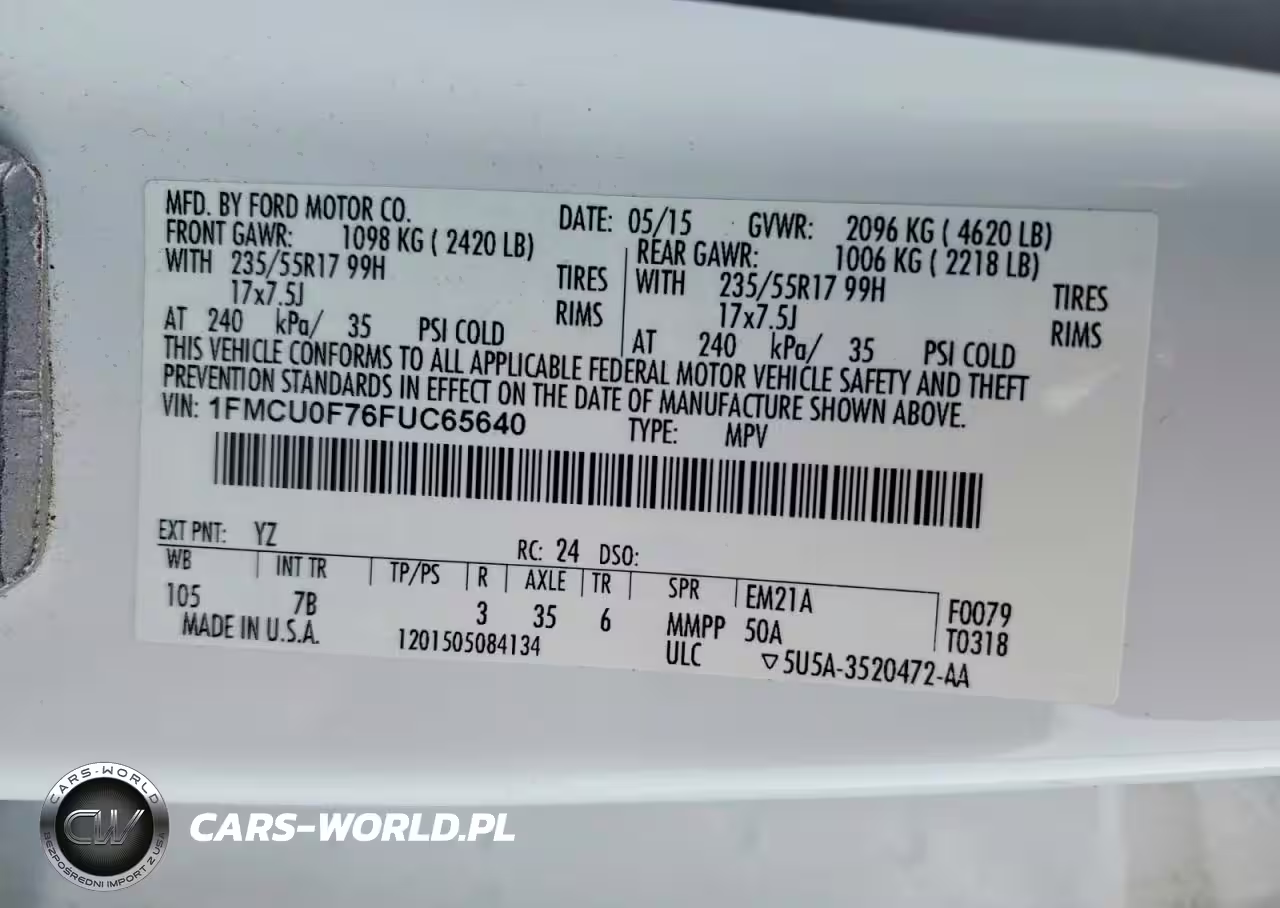 MFD. BY FORD MOTOR CO. DATE: 05/15 GVWR: 2096 KG ( 4620 LB)
FRONT GAWR: 1098 KG ( 2420 LB) REAR GAWR: 1006 KG ( 2218 LB)
WITH 235/55R17 99H TIRES WITH 235/55R17 99H TIRES
17x7.5J RIMS 17x7.5J RIMS
AT 240 kPa/ 35 PSI COLD AT 240 kPa/ 35 PSI COLD
THIS VEHICLE CONFORMS TO ALL APPLICABLE FEDERAL MOTOR VEHICLE SAFETY AND THEFT
PREVENTION STANDARDS IN EFFECT ON THE DATE OF MANUFACTURE SHOWN ABOVE.
VIN: 1FMCU0F76FUC65640 TYPE: MPV
EXT PNT: YZ RC: 24 DSO:
WB INT TR TP/PS R AXLE TR SPR EM21A F0079
105 7B 3 35 6 MMPP 50A T0318
MADE IN U.S.A. 1201505084134 ULC ▽5U5A-3520472-AA
CARS-WORLD
CW
BEZPOŚREDNI IMPORT Z USA
CARS-WORLD.PL